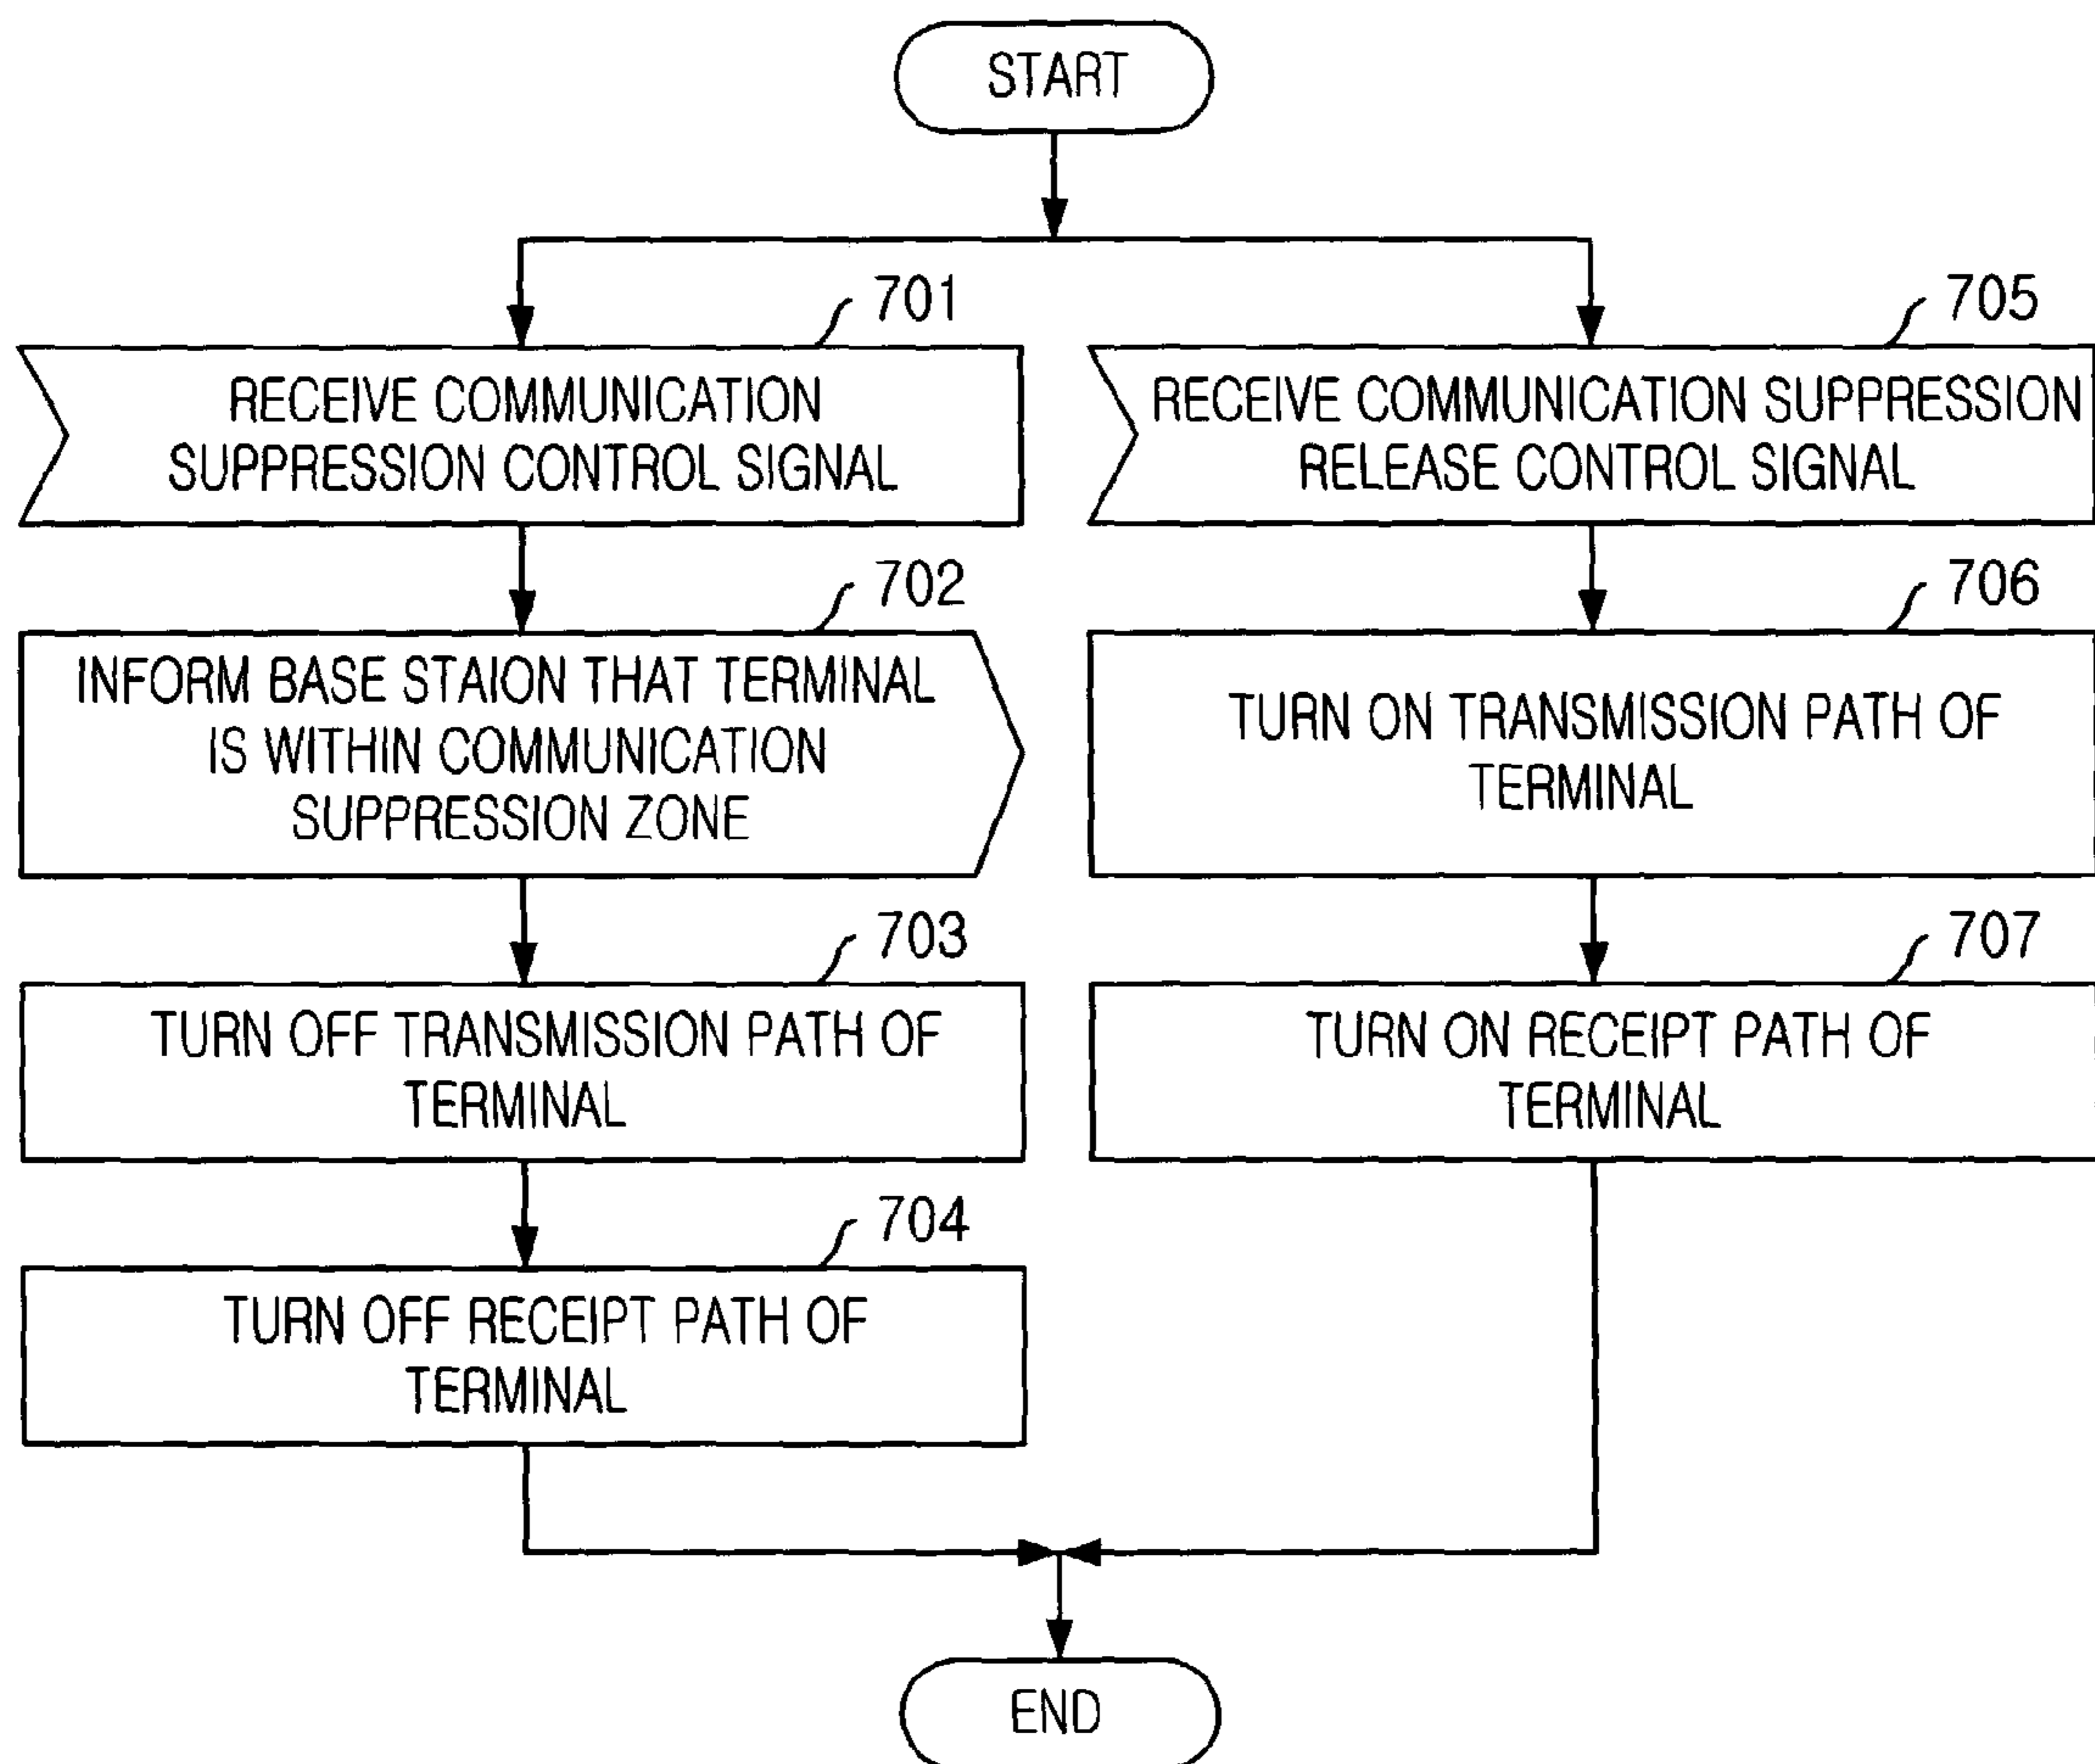 START
701
RECEIVE COMMUNICATION
SUPPRESSION CONTROL SIGNAL
702
INFORM BASE STAION THAT TERMINAL
IS WITHIN COMMUNICATION
SUPPRESSION ZONE
703
TURN OFF TRANSMISSION PATH OF
TERMINAL
704
TURN OFF RECEIPT PATH OF
TERMINAL
705
RECEIVE COMMUNICATION SUPPRESSION
RELEASE CONTROL SIGNAL
706
TURN ON TRANSMISSION PATH OF
TERMINAL
707
TURN ON RECEIPT PATH OF
TERMINAL
END